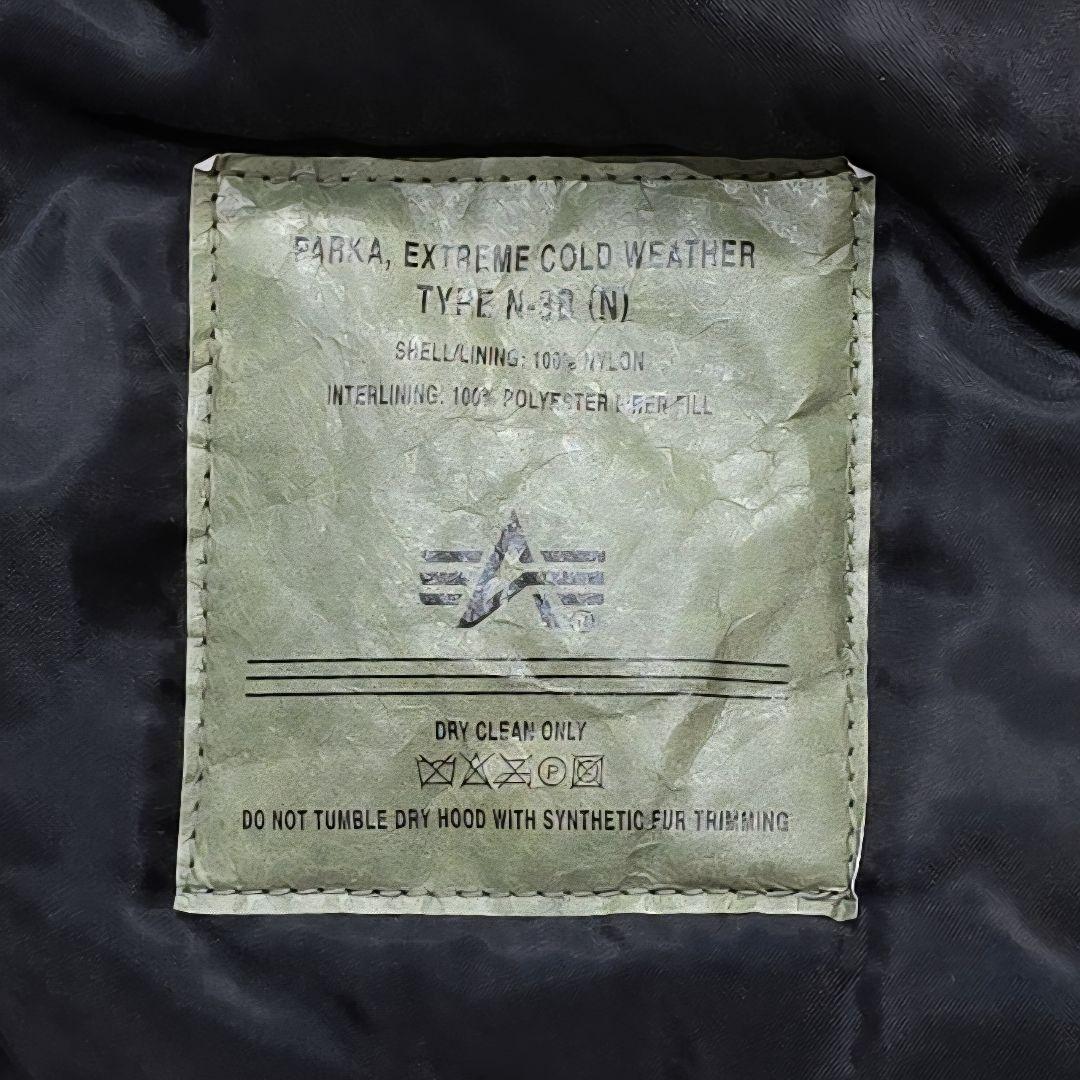 PARKA, EXTREME COLD WEATHER
TYPE N-3B (N)
SHELL/LINING: 100% NYLON
INTERLINING: 100% POLYESTER FIBER FILL
DRY CLEAN ONLY
P
DO NOT TUMBLE DRY HOOD WITH SYNTHETIC FUR TRIMMING